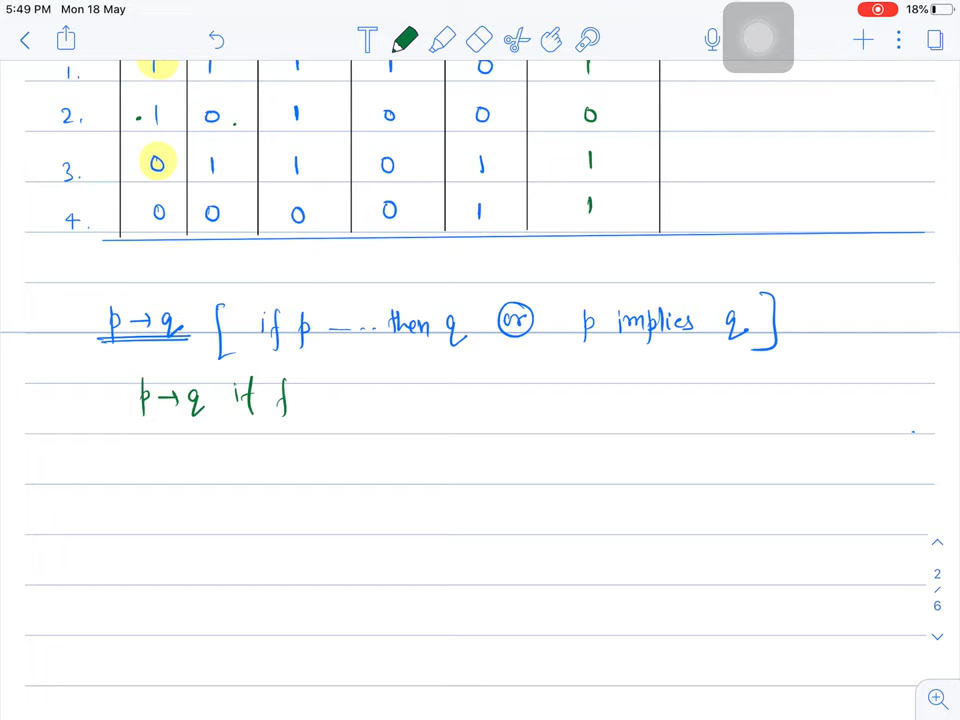 5:49 PM Mon 18 May 18%
T
1. 1 1 1 1 0 1
2. 1 0 1 0 0 0
3. 0 1 1 0 1 1
4. 0 0 0 0 1 1
p → q [ if p —... then q or p implies q ]
p → q if f
2
/
6